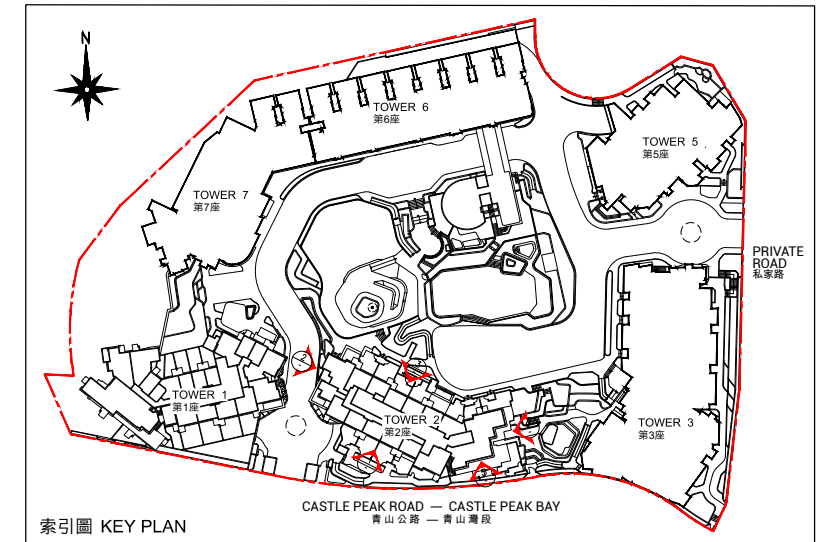 N
TOWER 6
第6座
TOWER 5
第5座
TOWER 7
第7座
PRIVATE
ROAD
私家路
2
TOWER 1
第1座
TOWER 2
第2座
TOWER 3
第3座
CASTLE PEAK ROAD — CASTLE PEAK BAY
青山公路 — 青山灣段
索引圖 KEY PLAN